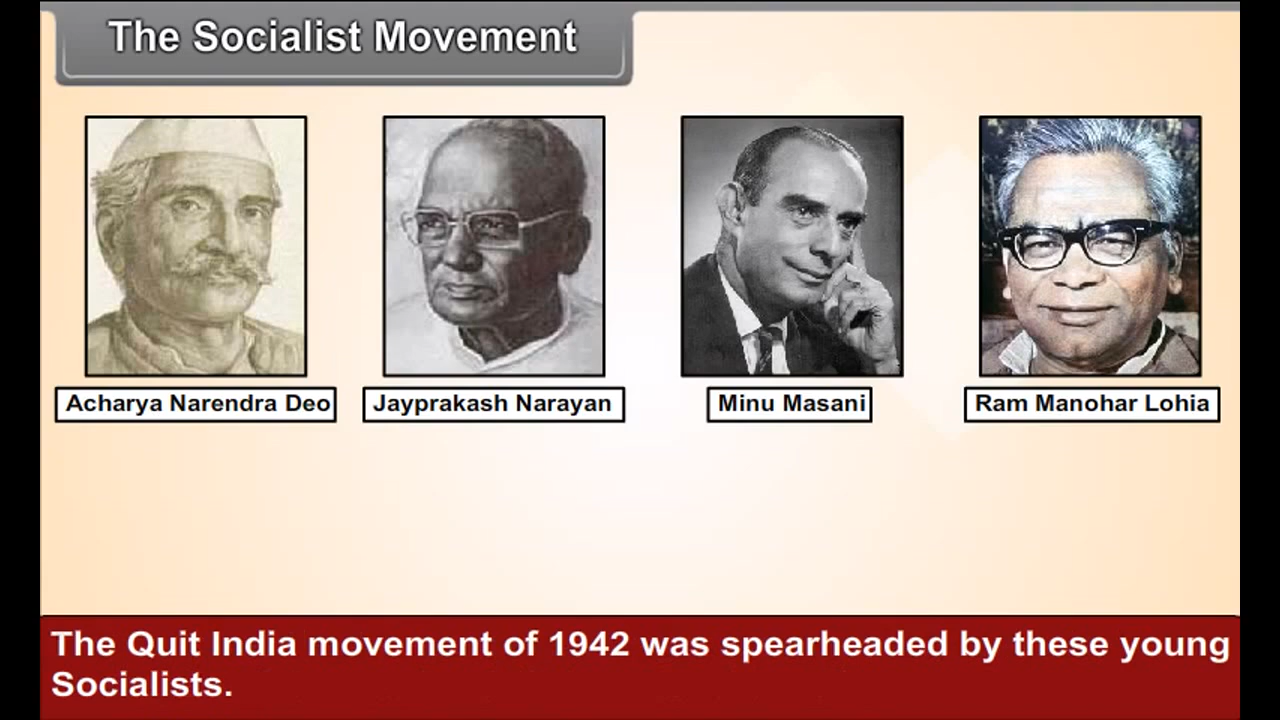 The Socialist Movement
Acharya Narendra Deo
Jayprakash Narayan
Minu Masani
Ram Manohar Lohia
The Quit India movement of 1942 was spearheaded by these young
Socialists.